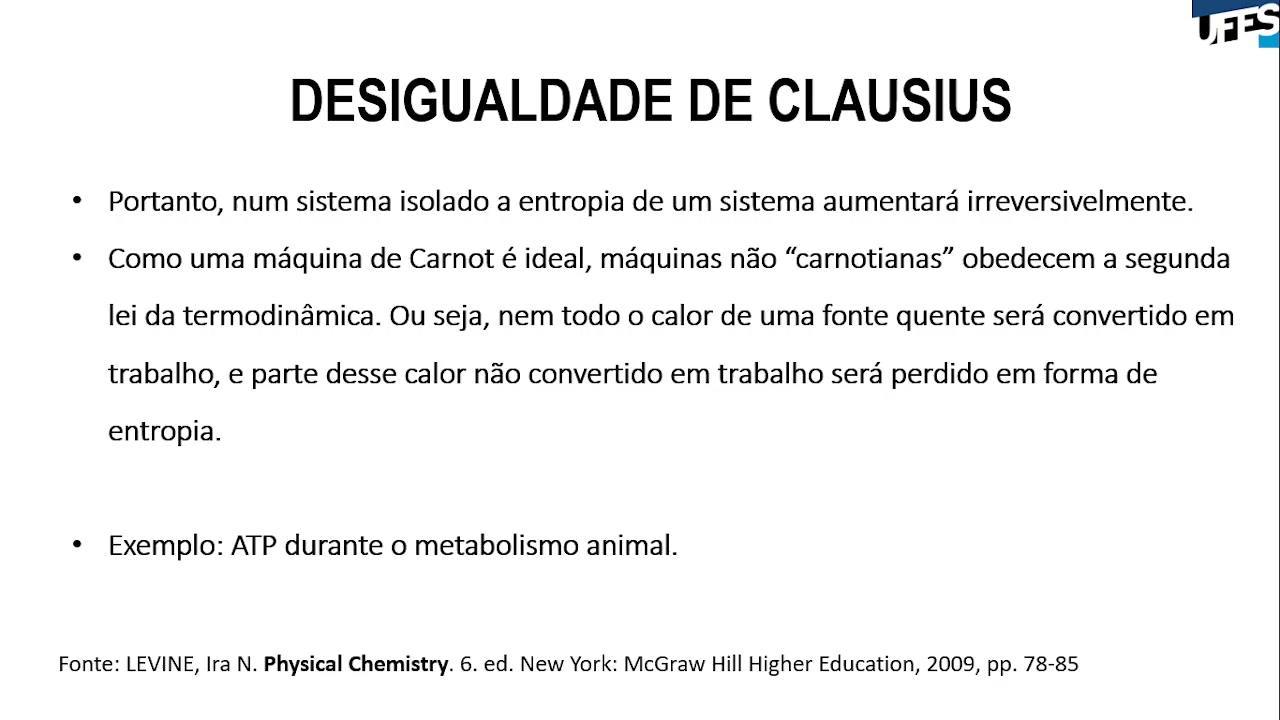 UFES
DESIGUALDADE DE CLAUSIUS
• Portanto, num sistema isolado a entropia de um sistema aumentará irreversivelmente.
• Como uma máquina de Carnot é ideal, máquinas não “carnotianas” obedecem a segunda
lei da termodinâmica. Ou seja, nem todo o calor de uma fonte quente será convertido em
trabalho, e parte desse calor não convertido em trabalho será perdido em forma de
entropia.
• Exemplo: ATP durante o metabolismo animal.
Fonte: LEVINE, Ira N. Physical Chemistry. 6. ed. New York: McGraw Hill Higher Education, 2009, pp. 78-85